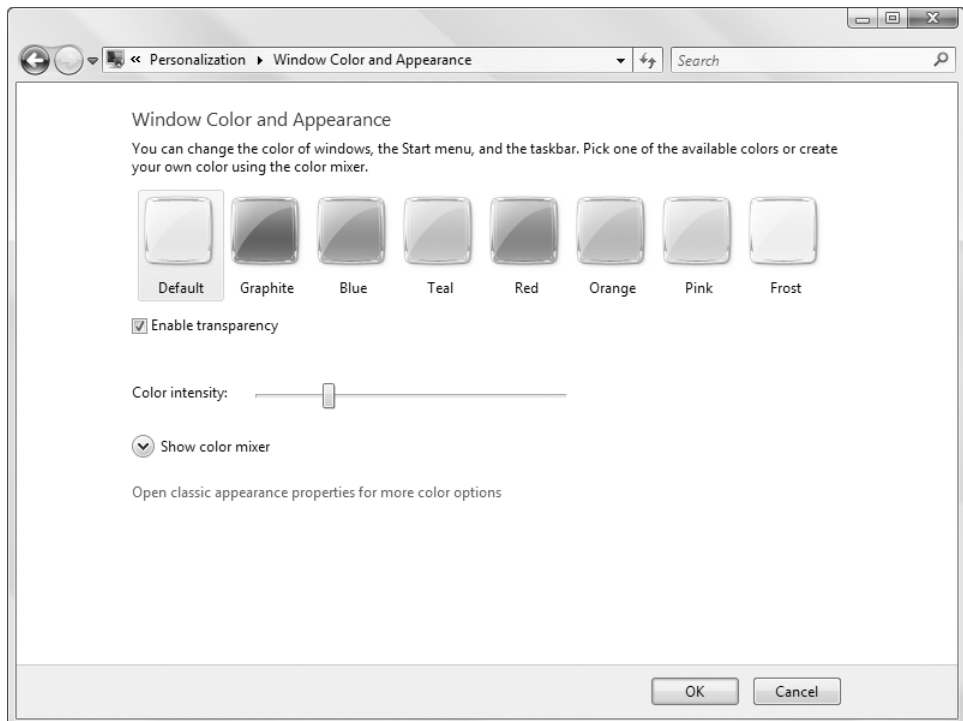 « Personalization ▸ Window Color and Appearance
Search
Window Color and Appearance
You can change the color of windows, the Start menu, and the taskbar. Pick one of the available colors or create
your own color using the color mixer.
Default Graphite Blue Teal Red Orange Pink Frost
Enable transparency
Color intensity:
Show color mixer
Open classic appearance properties for more color options
OK Cancel